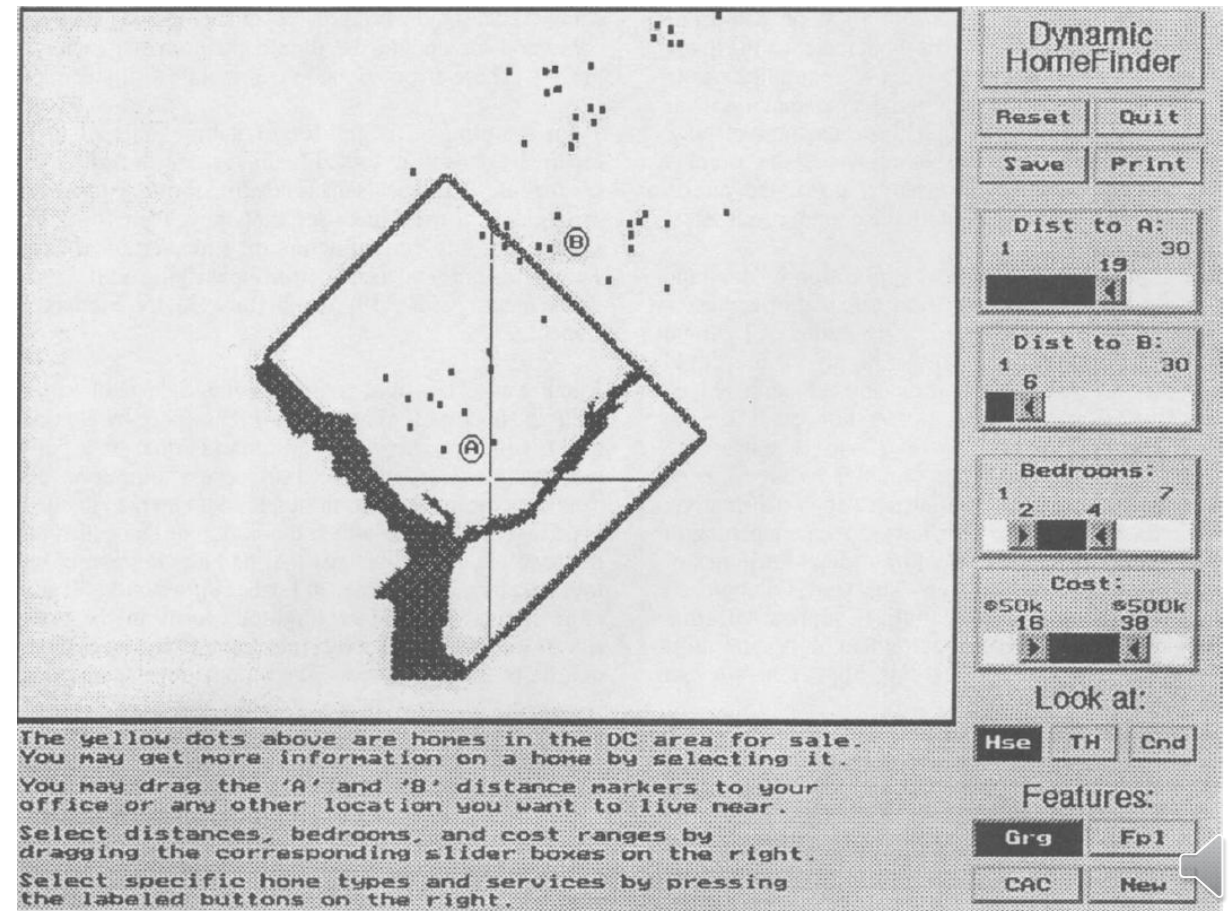 Dynamic
HomeFinder
Reset Quit
Save Print
Dist to A:
1 30
19
Dist to B:
1 30
6
Bedrooms:
1 7
2 4
Cost:
$50k $500k
16 38
Look at:
Hse TH Cnd
Features:
Grg Fpl
CAC New
B
A
The yellow dots above are homes in the DC area for sale.
You may get more information on a home by selecting it.
You may drag the 'A' and 'B' distance markers to your
office or any other location you want to live near.
Select distances, bedrooms, and cost ranges by
dragging the corresponding slider boxes on the right.
Select specific home types and services by pressing
the labeled buttons on the right.